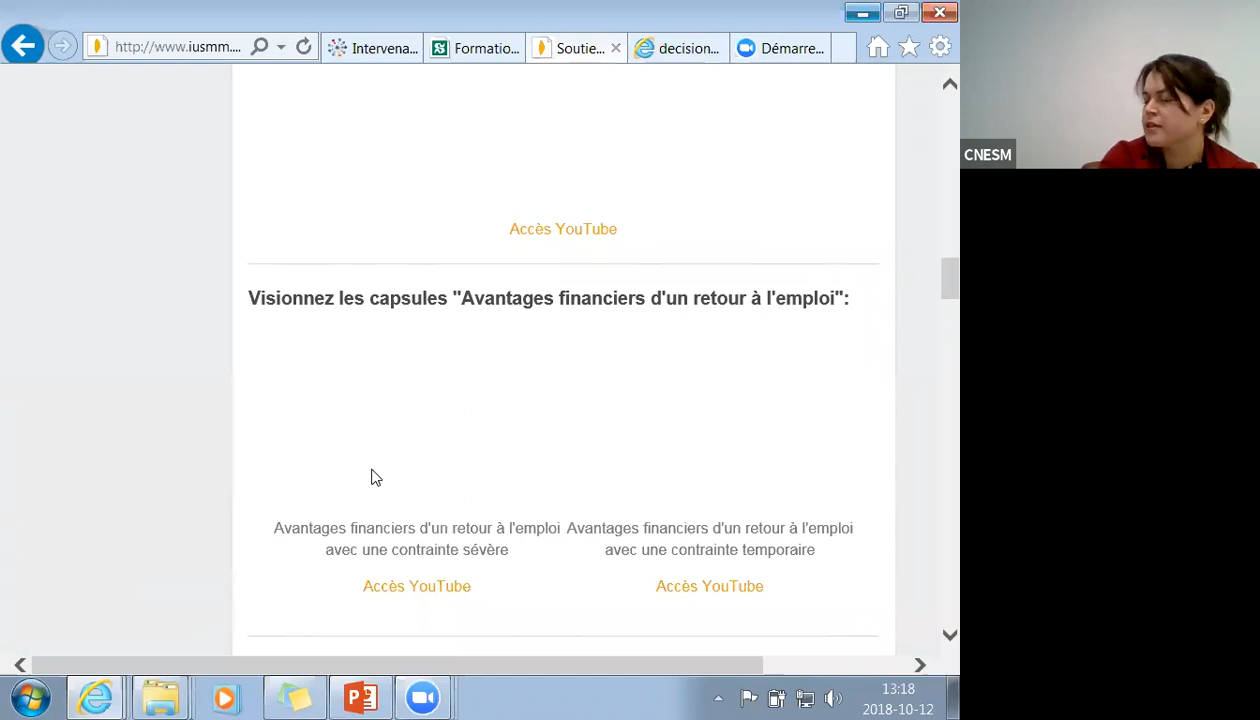 http://www.iusmm....
Intervena...
Formatio...
Soutie...
decision...
Démarre...
CNESM
Accès YouTube
Visionnez les capsules "Avantages financiers d'un retour à l'emploi":
Avantages financiers d'un retour à l'emploi
avec une contrainte sévère
Accès YouTube
Avantages financiers d'un retour à l'emploi
avec une contrainte temporaire
Accès YouTube
13:18
2018-10-12